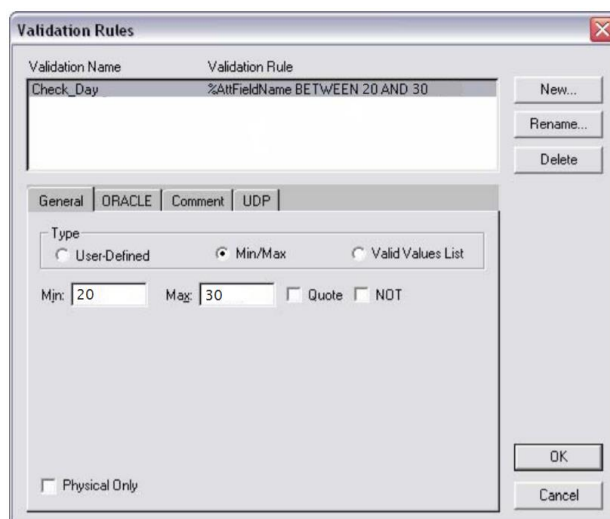 Validation Rules
Validation Name Validation Rule
Check_Day %AttFieldName BETWEEN 20 AND 30
New...
Rename...
Delete
General ORACLE Comment UDP
Type
User-Defined Min/Max Valid Values List
Min: 20 Max: 30 Quote NOT
Physical Only
OK
Cancel